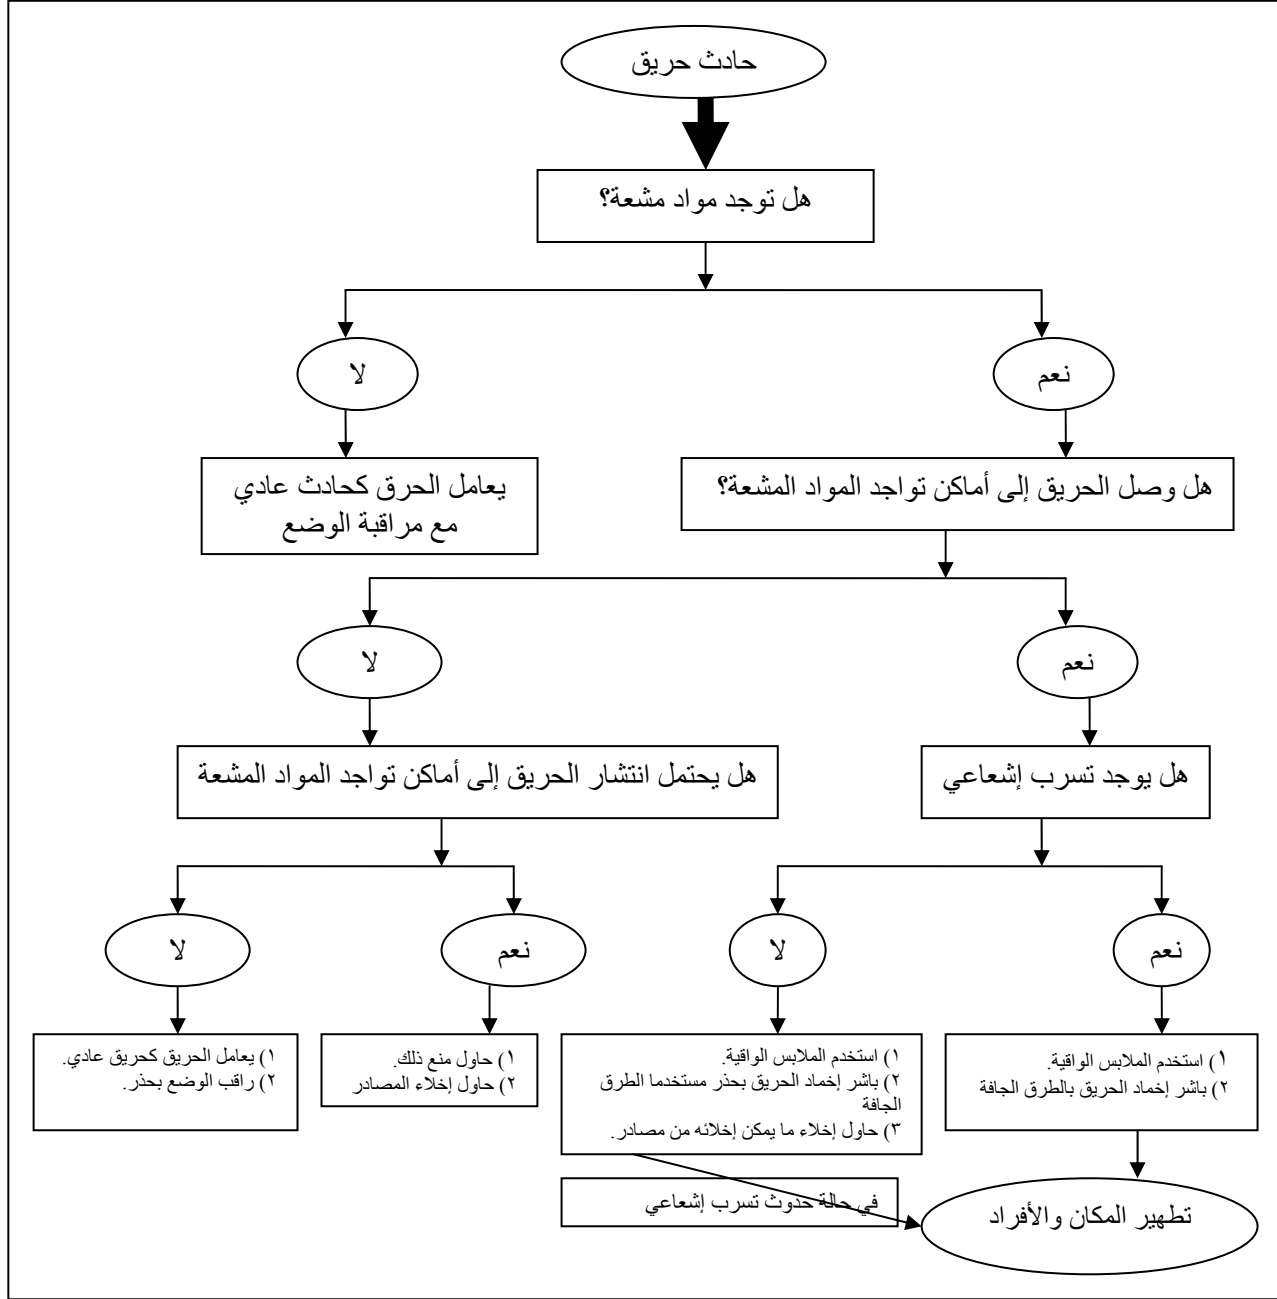 حادث حريق
هل توجد مواد مشعة؟
نعم
لا
هل وصل الحريق إلى أماكن تواجد المواد المشعة؟
يعامل الحرق كحادث عادي
مع مراقبة الوضع
نعم
لا
هل يوجد تسرب إشعاعي
هل يحتمل انتشار الحريق إلى أماكن تواجد المواد المشعة
نعم
لا
نعم
لا
١) استخدم الملابس الواقية.
٢) باشر إخماد الحريق بالطرق الجافة
١) استخدم الملابس الواقية.
٢) باشر إخماد الحريق بحذر مستخدما الطرق
الجافة
٣) حاول إخلاء ما يمكن إخلائه من مصادر.
١) حاول منع ذلك.
٢) حاول إخلاء المصادر
١) يعامل الحريق كحريق عادي.
٢) راقب الوضع بحذر.
تطهير المكان والأفراد
في حالة حدوث تسرب إشعاعي